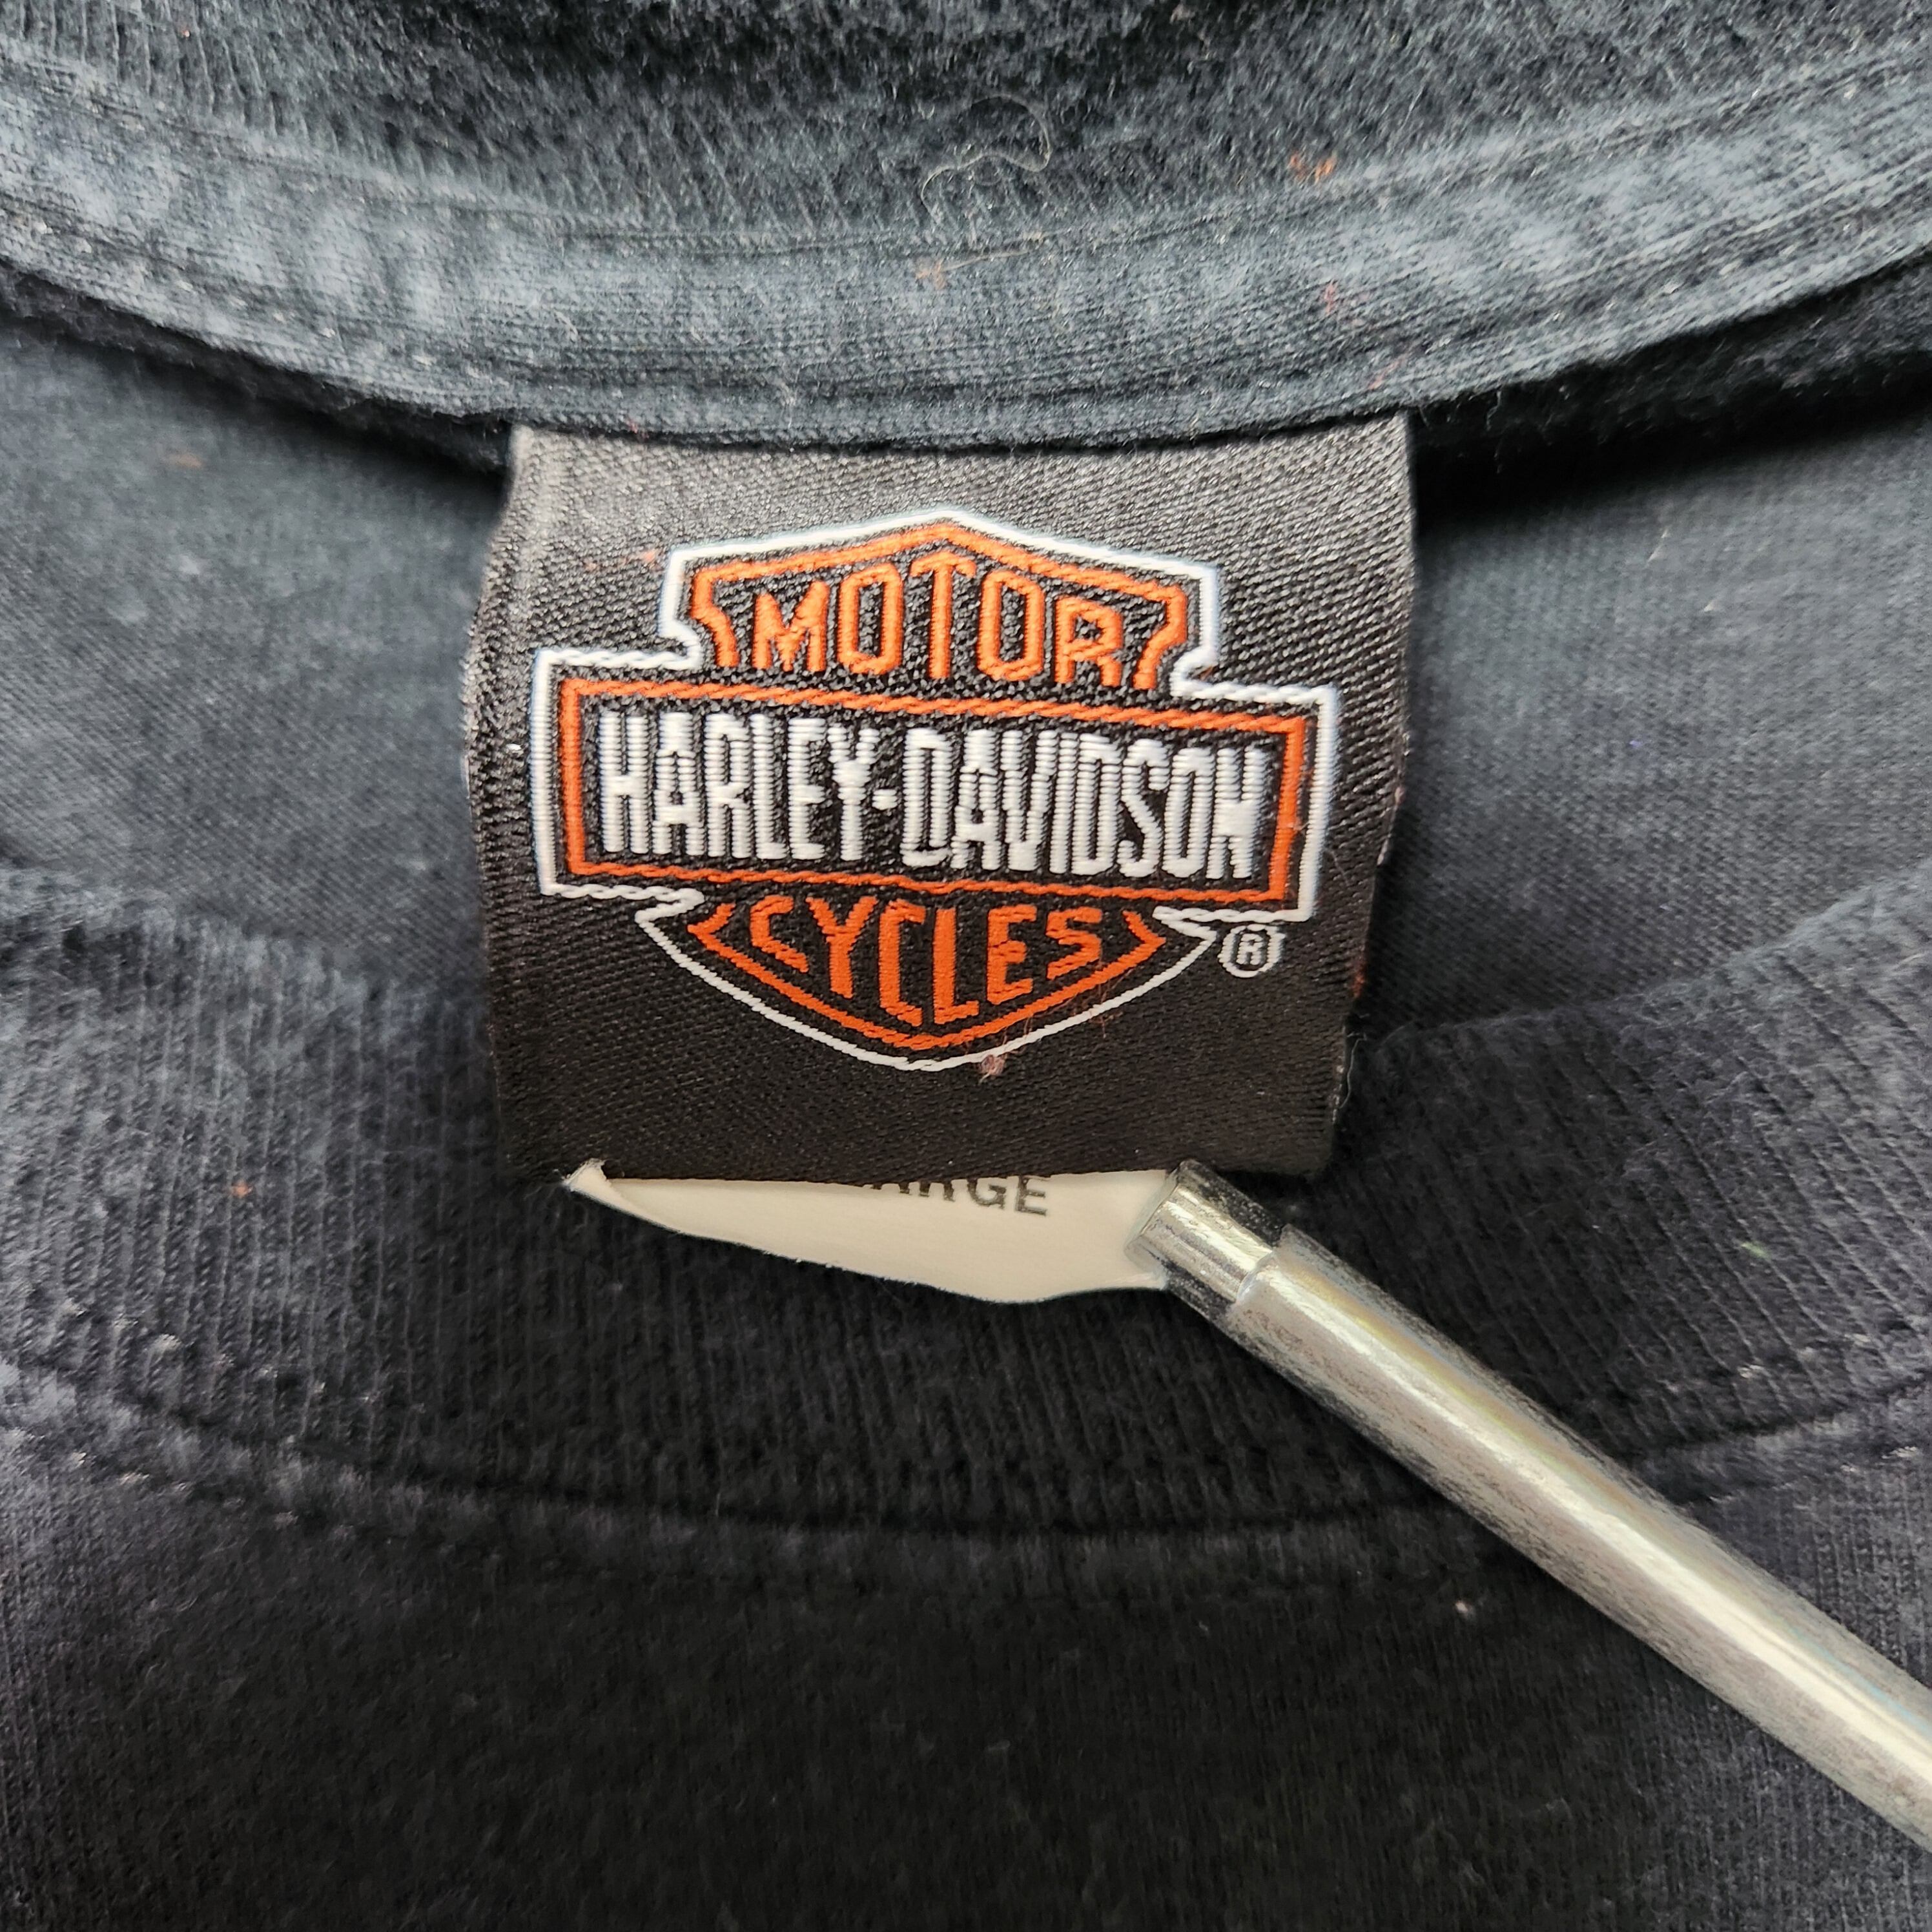 MOTOR
HARLEY-DAVIDSON
CYCLES
®